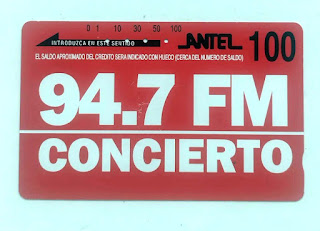 0 1 10 30 50 100
INTRODUZCA EN ESTE SENTIDO ANTEL 100
EL SALDO APROXIMADO DEL CREDITO SERA INDICADO CON HUECO (CERCA DEL NUMERO DE SALDO)
94.7 FM
CONCIERTO